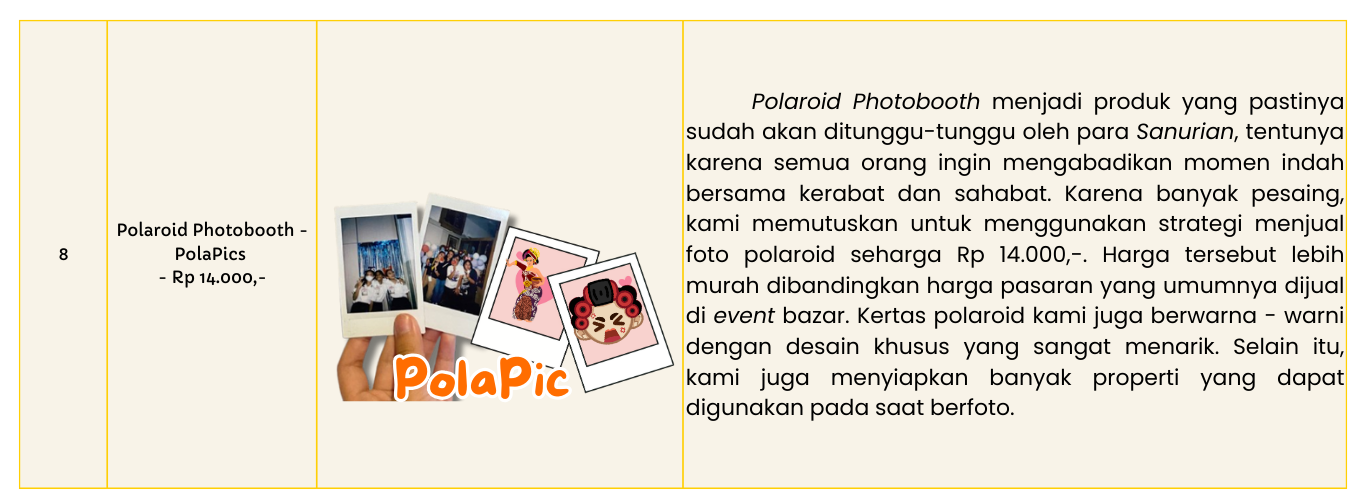 8
Polaroid Photobooth -
PolaPics
- Rp 14.000,-
PolaPic
Polaroid Photobooth menjadi produk yang pastinya
sudah akan ditunggu-tunggu oleh para Sanurian, tentunya
karena semua orang ingin mengabadikan momen indah
bersama kerabat dan sahabat. Karena banyak pesaing,
kami memutuskan untuk menggunakan strategi menjual
foto polaroid seharga Rp 14.000,-. Harga tersebut lebih
murah dibandingkan harga pasaran yang umumnya dijual
di event bazar. Kertas polaroid kami juga berwarna - warni
dengan desain khusus yang sangat menarik. Selain itu,
kami juga menyiapkan banyak properti yang dapat
digunakan pada saat berfoto.